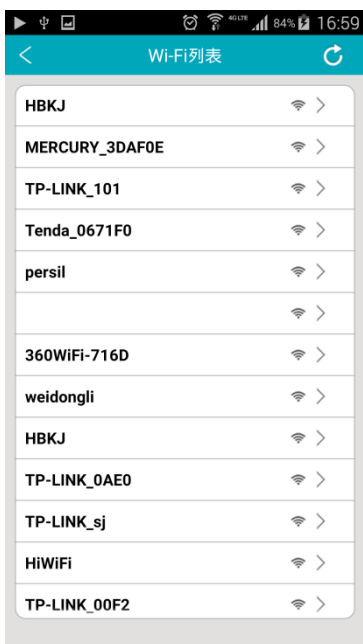 4G LTE 84% 16:59
Wi-Fi列表
HBKJ
MERCURY_3DAF0E
TP-LINK_101
Tenda_0671F0
persil
360WiFi-716D
weidongli
HBKJ
TP-LINK_0AE0
TP-LINK_sj
HiWiFi
TP-LINK_00F2